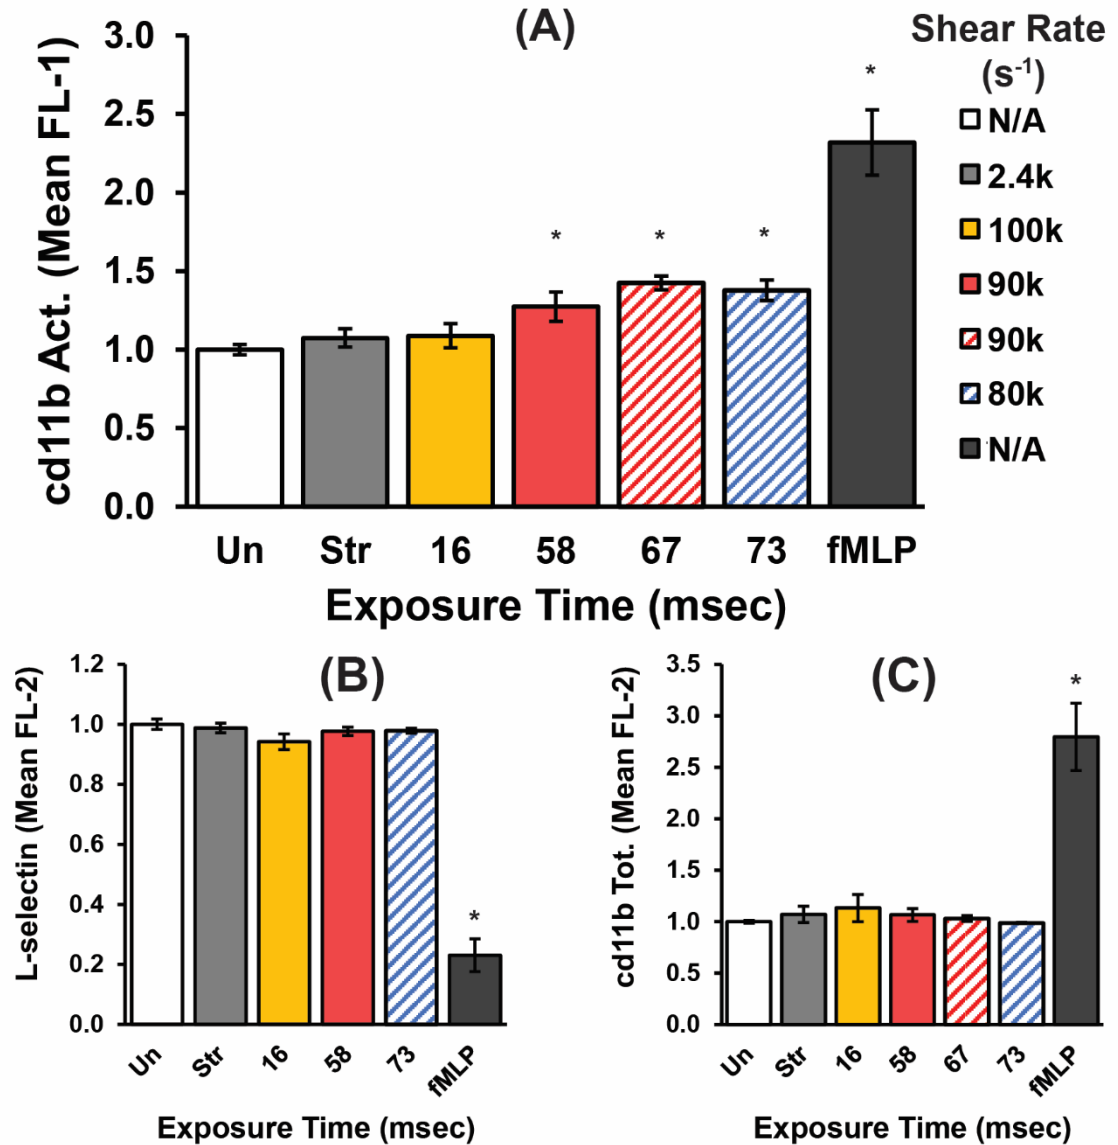 (A)
cd11b Act. (Mean FL-1)
3.0
2.5
2.0
1.5
1.0
0.5
0.0
*
*
*
*
Un Str 16 58 67 73 fMLP
Exposure Time (msec)
Shear Rate
(s-1)
N/A
2.4k
100k
90k
90k
80k
N/A
(B)
L-selectin (Mean FL-2)
1.2
1.0
0.8
0.6
0.4
0.2
0.0
*
Un Str 16 58 73 fMLP
Exposure Time (msec)
(C)
cd11b Tot. (Mean FL-2)
3.5
3.0
2.5
2.0
1.5
1.0
0.5
0.0
*
Un Str 16 58 67 73 fMLP
Exposure Time (msec)